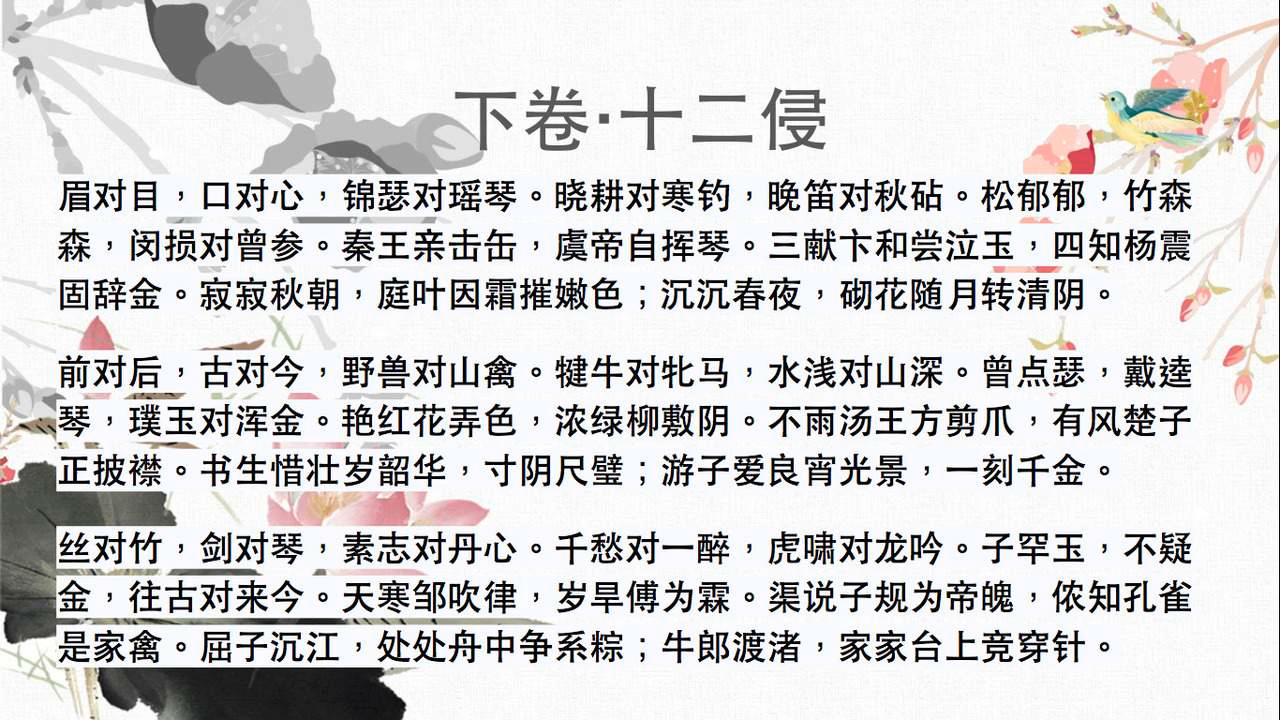 下卷·十二侵
眉对目，口对心，锦瑟对瑶琴。晓耕对寒钓，晚笛对秋砧。松郁郁，竹森
森，闵损对曾参。秦王亲击缶，虞帝自挥琴。三献卞和尝泣玉，四知杨震
固辞金。寂寂秋朝，庭叶因霜摧嫩色；沉沉春夜，砌花随月转清阴。
前对后，古对今，野兽对山禽。犍牛对牝马，水浅对山深。曾点瑟，戴逵
琴，璞玉对浑金。艳红花弄色，浓绿柳敷阴。不雨汤王方剪爪，有风楚子
正披襟。书生惜壮岁韶华，寸阴尺璧；游子爱良宵光景，一刻千金。
丝对竹，剑对琴，素志对丹心。千愁对一醉，虎啸对龙吟。子罕玉，不疑
金，往古对来今。天寒邹吹律，岁旱傅为霖。渠说子规为帝魄，侬知孔雀
是家禽。屈子沉江，处处舟中争系粽；牛郎渡渚，家家台上竞穿针。